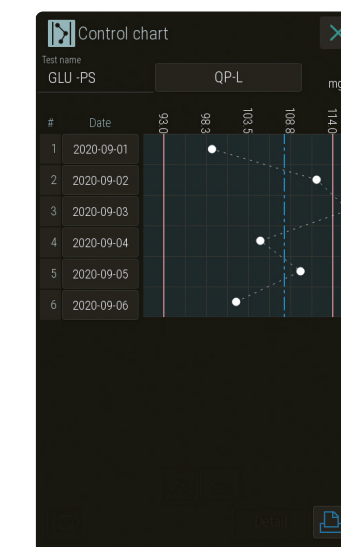 Control chart
Test name
GLU -PS
QP-L
mg
# Date
93.0
98.3
103.5
108.8
114.0
1 2020-09-01
2 2020-09-02
3 2020-09-03
4 2020-09-04
5 2020-09-05
6 2020-09-06